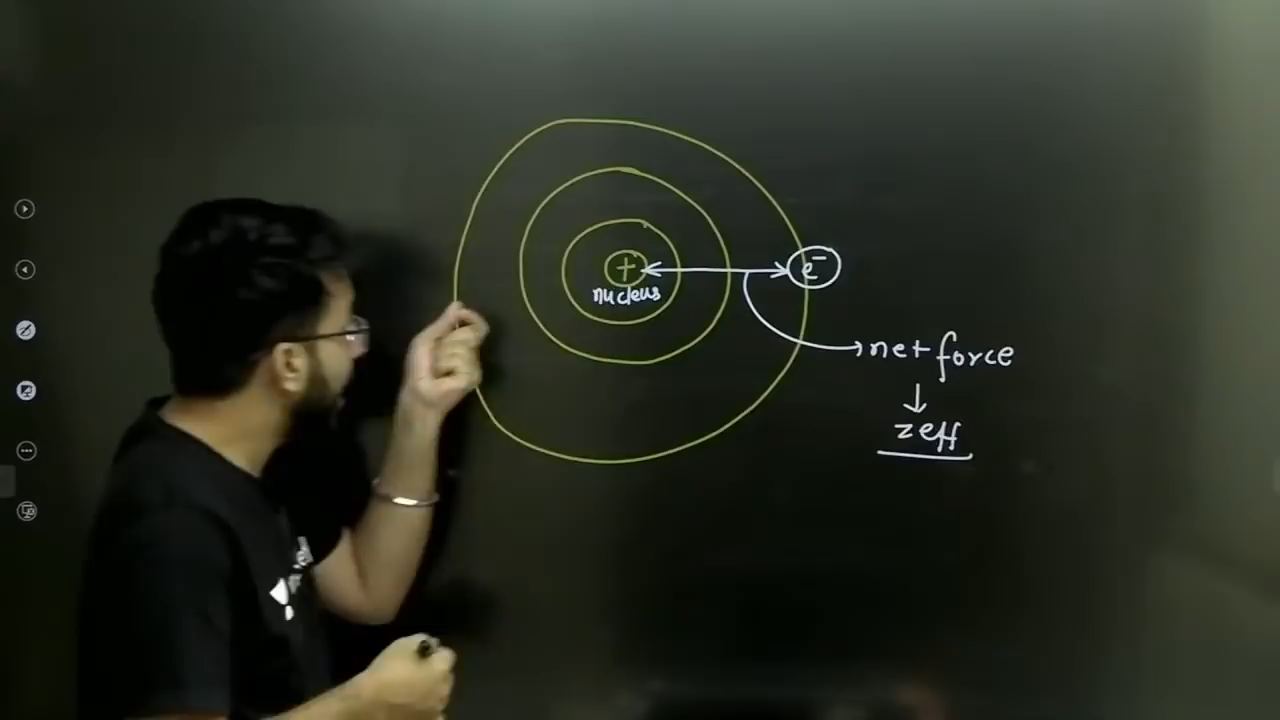 +
nucleus
e⁻
net force
zeff